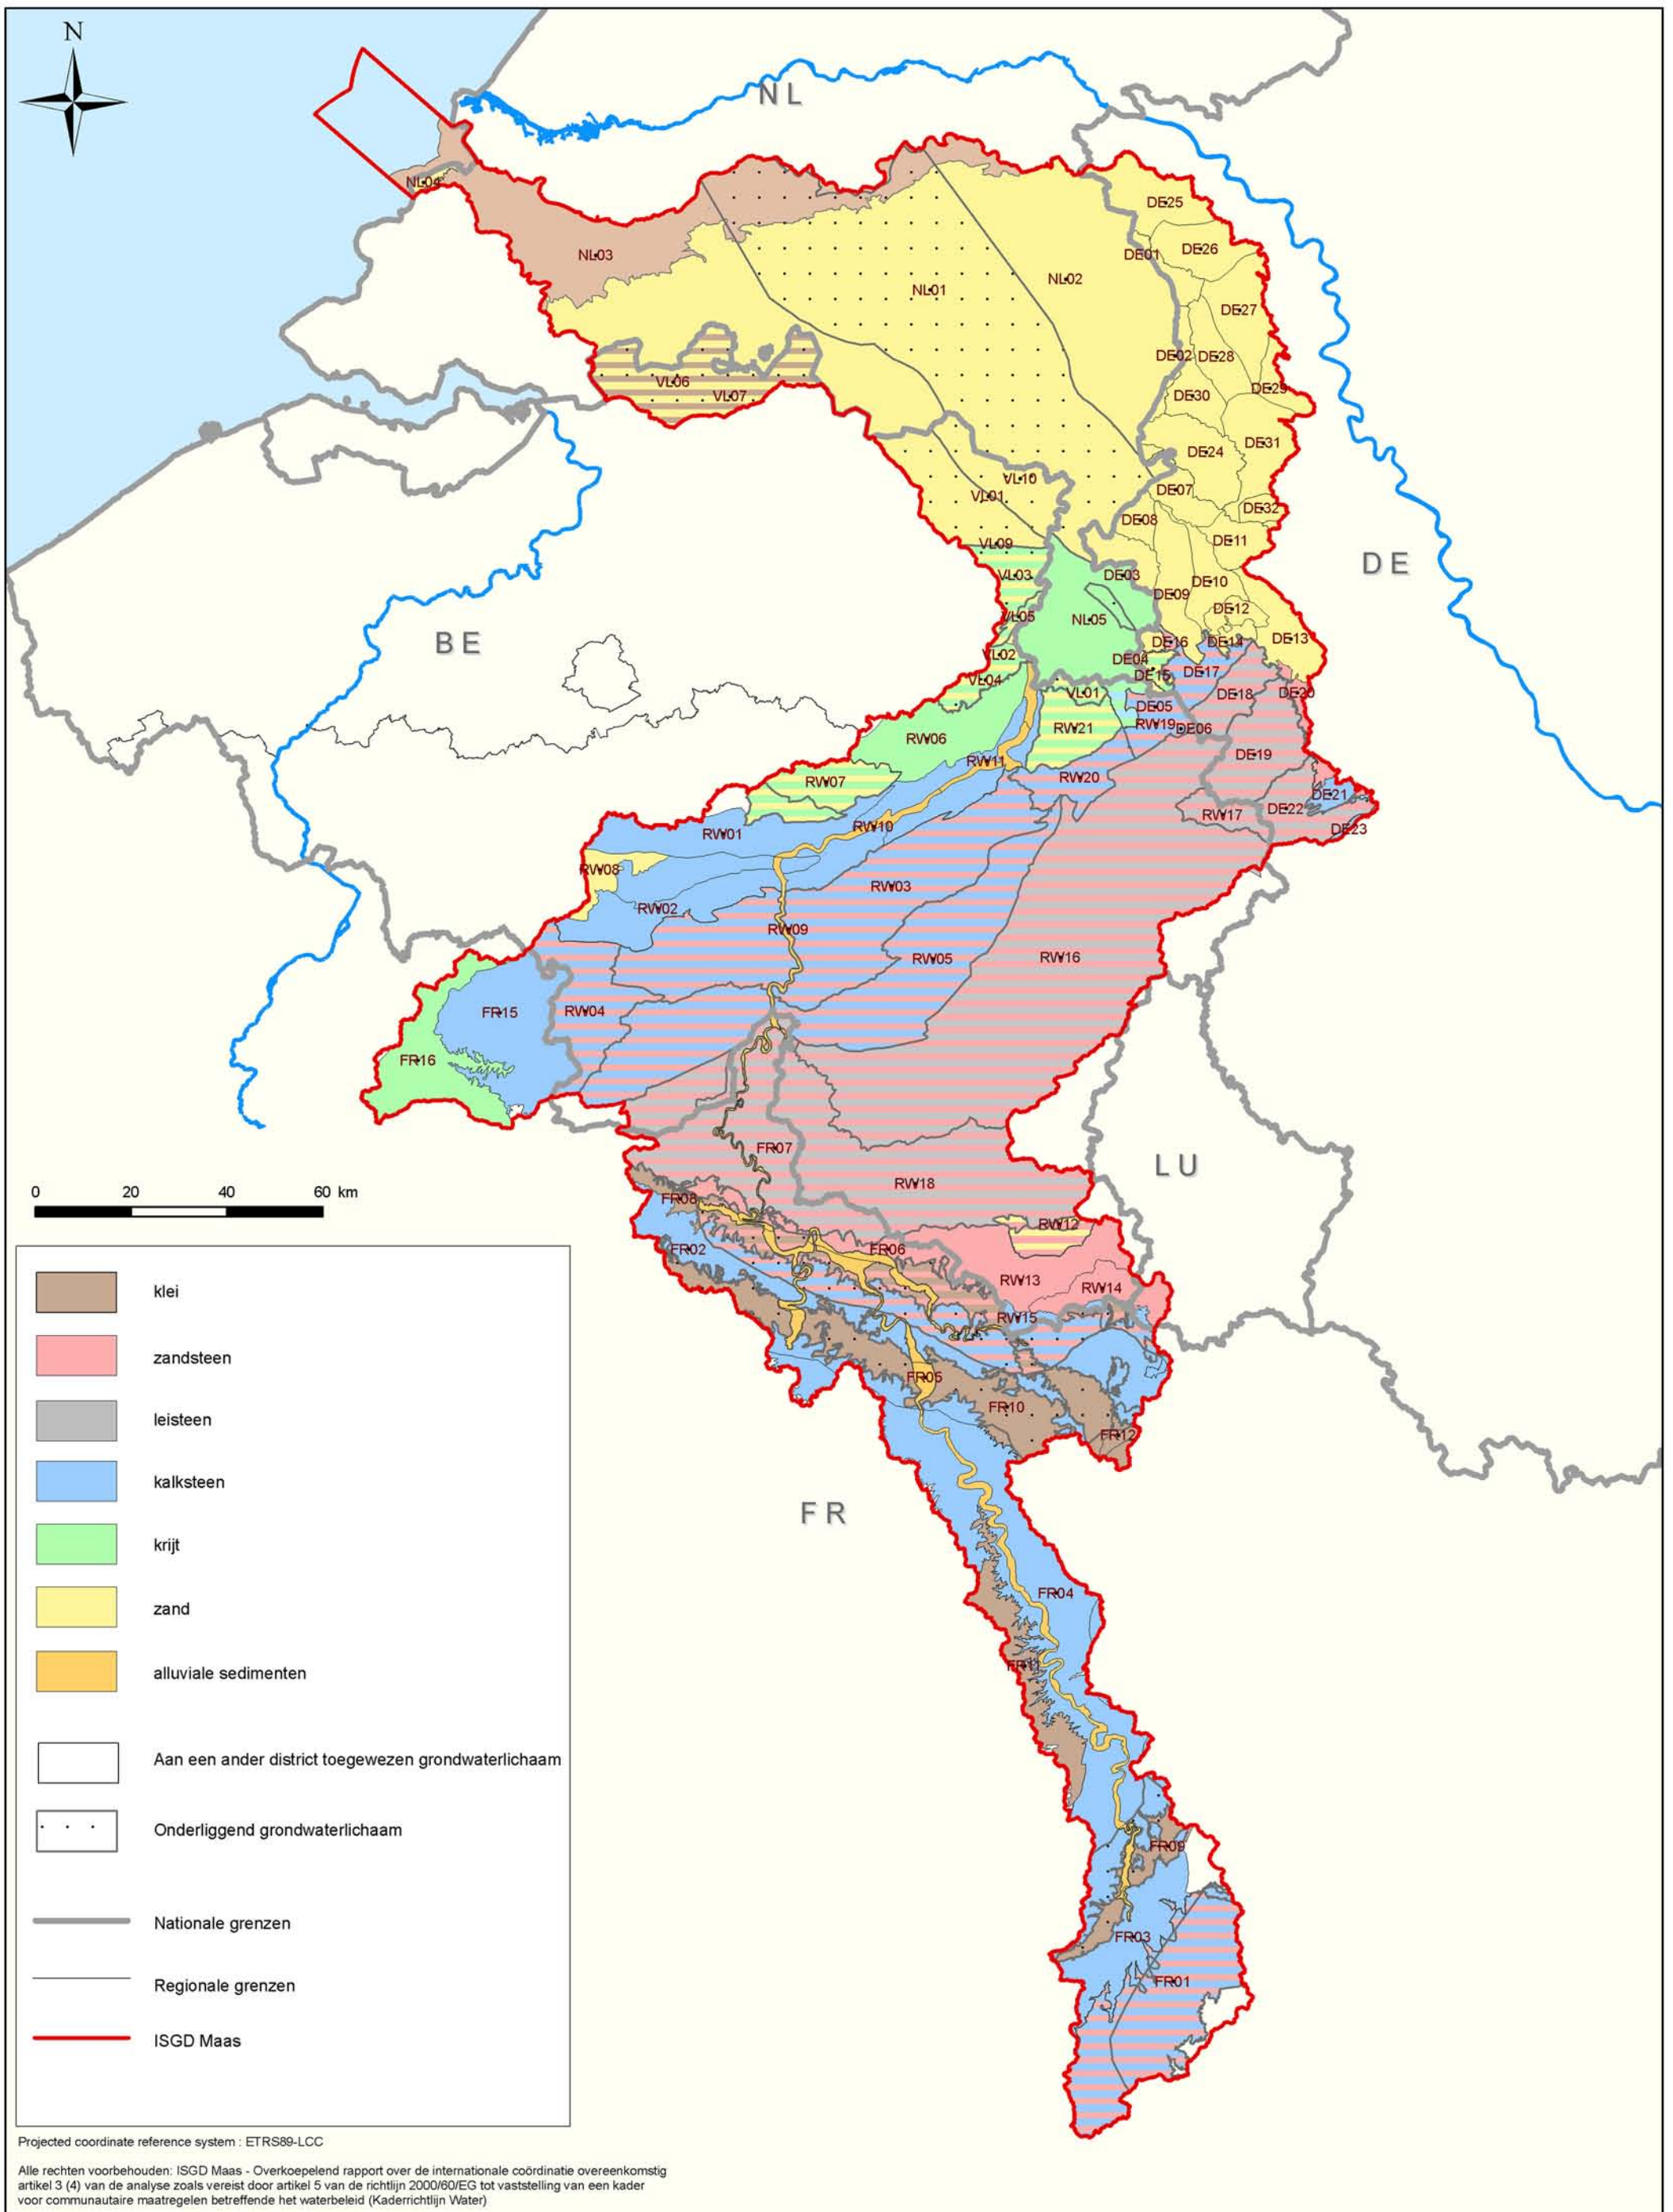 N
NL
NL04
DE25
NL03
DE01
DE26
NL01
NL02
DE27
DE02
DE28
VL06
VL07
DE29
DE30
DE24
DE31
VL10
VL01
DE07
DE32
DE08
DE11
VL09
DE
VL03
DE03
DE10
DE09
DE12
VL05
NL05
BE
DE16
DE14
DE13
VL02
DE04
DE15
DE17
VL04
VL01
DE18
DE20
DE05
RW21
RW19
DE06
RW06
DE19
RW11
RW20
RW07
DE21
DE22
RW17
RW10
RW01
DE23
RW08
RW03
RW02
RW09
RW05
RW16
FR15
RW04
FR16
FR07
LU
RW18
0 20 40 60 km
FR08
RW12
FR02
FR06
RW13
RW14
RW15
FR05
FR10
FR12
FR
FR04
FR11
FR09
FR03
FR01
klei
zandsteen
leisteen
kalksteen
krijt
zand
alluviale sedimenten
Aan een ander district toegewezen grondwaterlichaam
Onderliggend grondwaterlichaam
Nationale grenzen
Regionale grenzen
ISGD Maas
Projected coordinate reference system : ETRS89-LCC
Alle rechten voorbehouden: ISGD Maas - Overkoepelend rapport over de internationale coördinatie overeenkomstig
artikel 3 (4) van de analyse zoals vereist door artikel 5 van de richtlijn 2000/60/EG tot vaststelling van een kader
voor communautaire maatregelen betreffende het waterbeleid (Kaderrichtlijn Water)